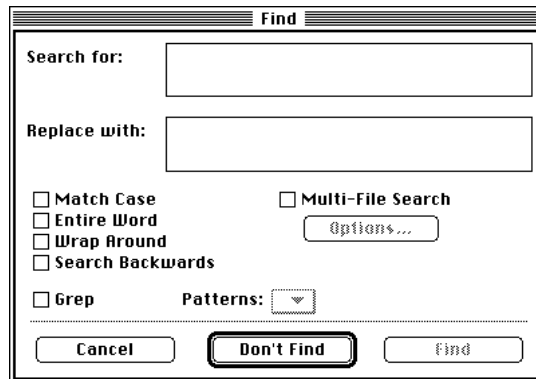 Find
Search for:
Replace with:
Match Case
Multi-File Search
Entire Word
Options...
Wrap Around
Search Backwards
Grep Patterns:
Cancel Don't Find Find